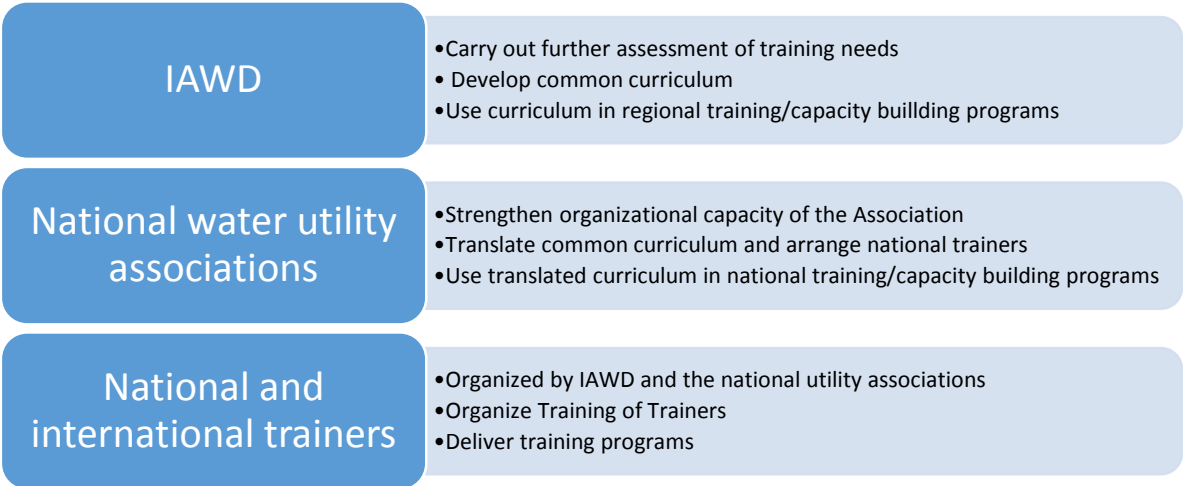 IAWD
•Carry out further assessment of training needs
• Develop common curriculum
•Use curriculum in regional training/capacity buillding programs
National water utility
associations
•Strengthen organizational capacity of the Association
•Translate common curriculum and arrange national trainers
•Use translated curriculum in national training/capacity building programs
National and
international trainers
•Organized by IAWD and the national utility associations
•Organize Training of Trainers
•Deliver training programs